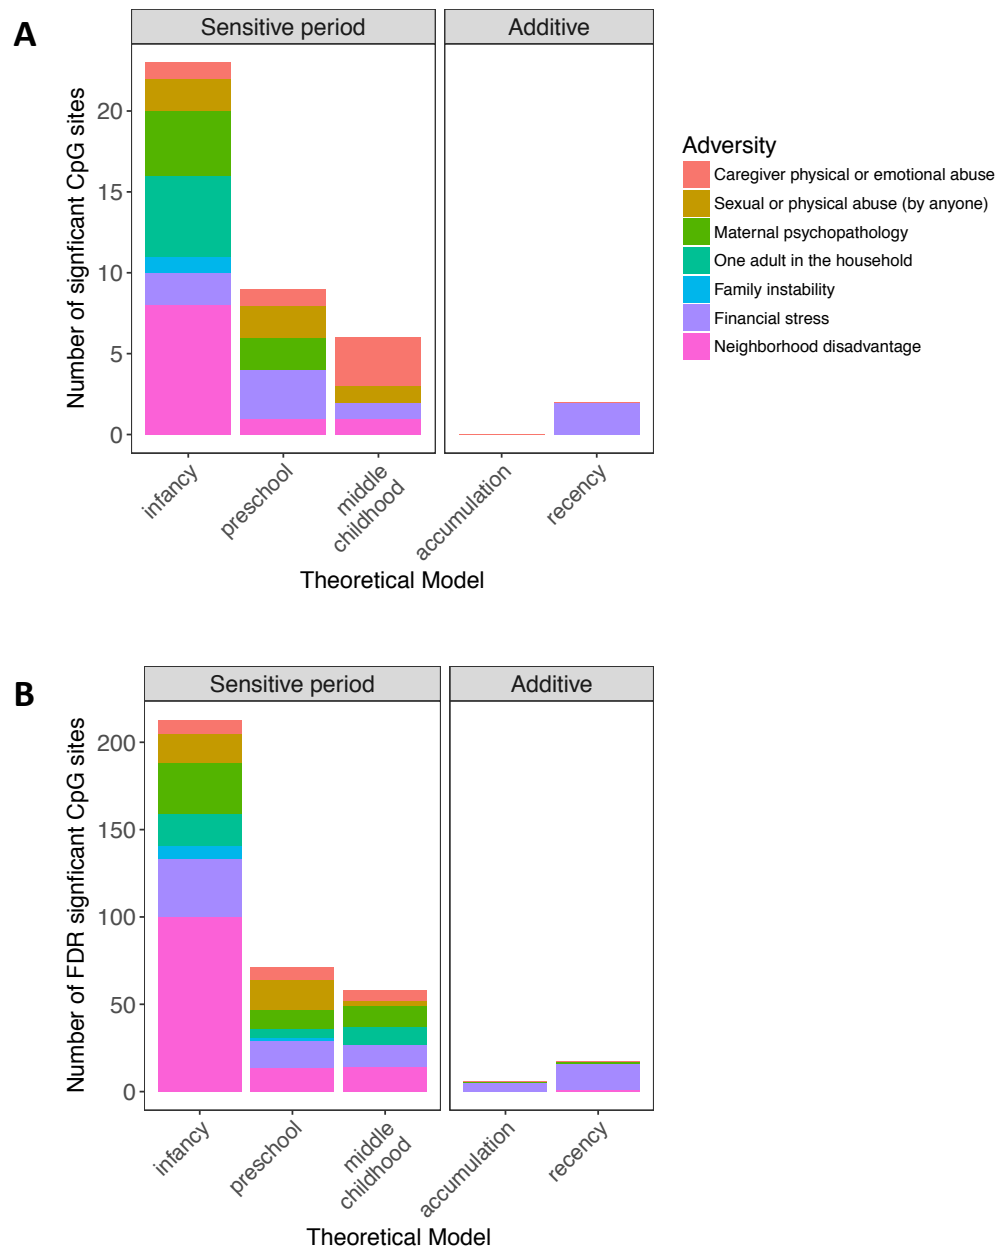 A
Sensitive period
Additive
Number of signficant CpG sites
20
15
10
5
0
infancy
preschool
middle
childhood
accumulation
recency
Theoretical Model
Adversity
Caregiver physical or emotional abuse
Sexual or physical abuse (by anyone)
Maternal psychopathology
One adult in the household
Family instability
Financial stress
Neighborhood disadvantage
B
Sensitive period
Additive
Number of FDR signficant CpG sites
200
150
100
50
0
infancy
preschool
middle
childhood
accumulation
recency
Theoretical Model